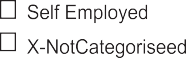 ☐ Self Employed
☐ X-NotCategoriseed